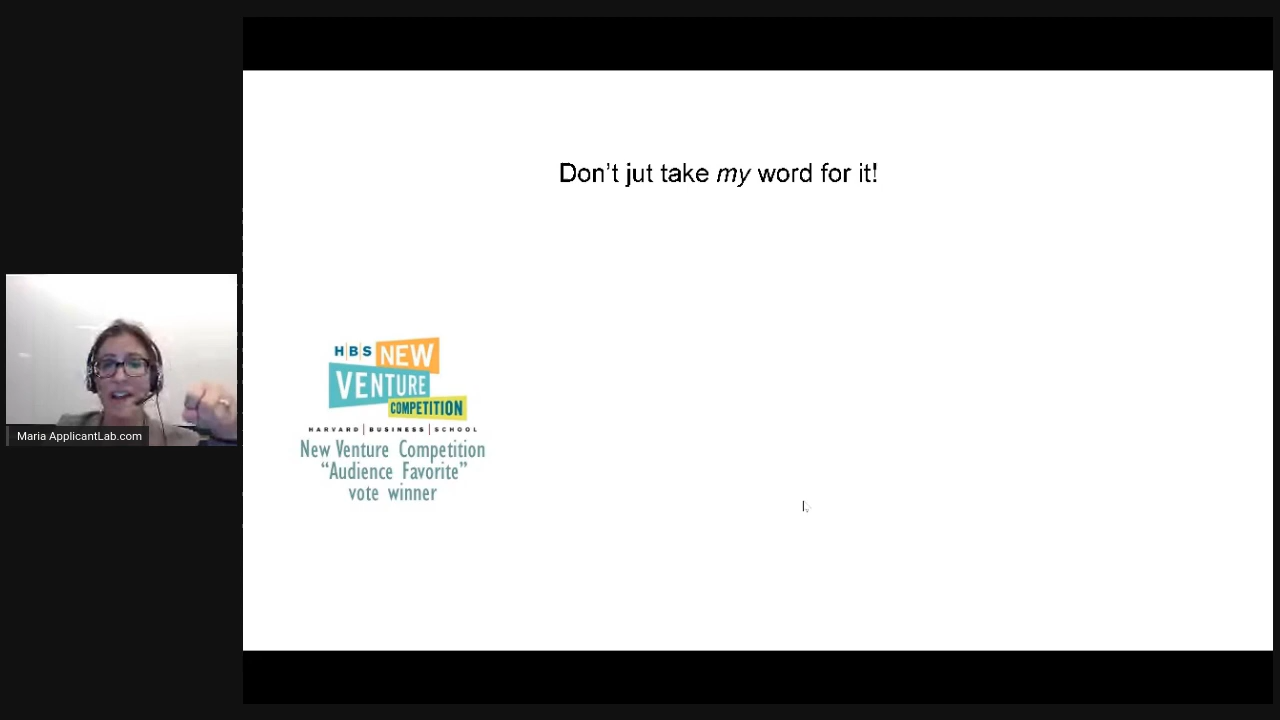 Don't jut take my word for it!
H|B|S NEW
VENTURE
COMPETITION
HARVARD | BUSINESS | SCHOOL
New Venture Competition
“Audience Favorite”
vote winner
Maria ApplicantLab.com